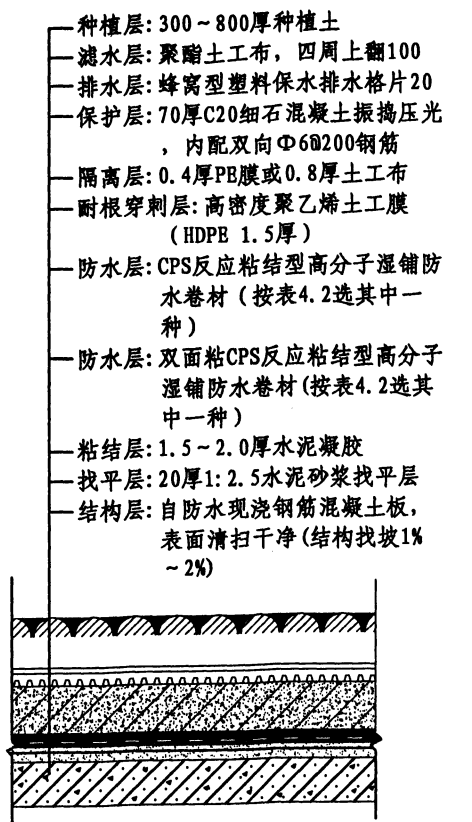 种植层:300~800厚种植土
滤水层:聚酯土工布，四周上翻100
排水层:蜂窝型塑料保水排水格片20
保护层:70厚C20细石混凝土振捣压光
，内配双向Φ6@200钢筋
隔离层:0.4厚PE膜或0.8厚土工布
耐根穿刺层:高密度聚乙烯土工膜
(HDPE 1.5厚)
防水层:CPS反应粘结型高分子湿铺防
水卷材(按表4.2选其中一
种)
防水层:双面粘CPS反应粘结型高分子
湿铺防水卷材(按表4.2选其
中一种)
粘结层:1.5~2.0厚水泥凝胶
找平层:20厚1:2.5水泥砂浆找平层
结构层:自防水现浇钢筋混凝土板,
表面清扫干净(结构找坡1%
~2%)